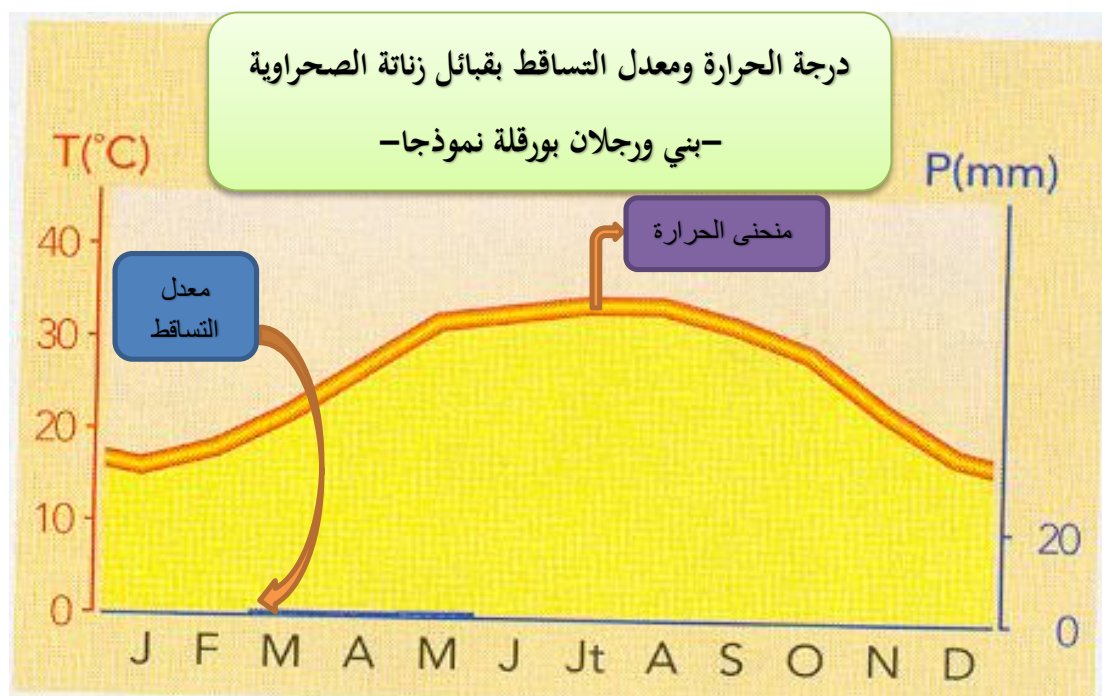 درجة الحرارة ومعدل التساقط بقبائل زناتة الصحراوية
-بني ورجلان بورقلة نموذجا-
T(°C)
P(mm)
منحنى الحرارة
معدل
التساقط
40
30
20
10
0
20
0
J F M A M J Jt A S O N D